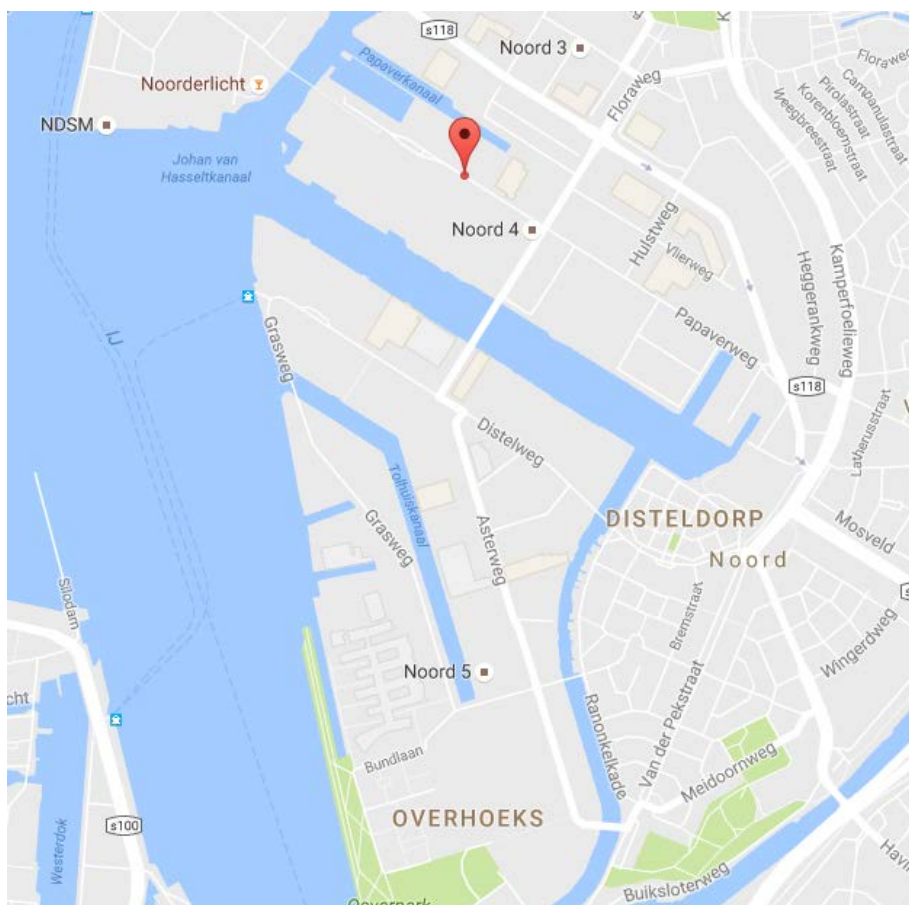 s118
Noord 3
Floraweg
Papaverkanaal
Floraweg
Campanulastraat
Pirolastraat
Korenbloemstraat
Weegbreestraat
Noorderlicht
NDSM
Johan van
Hasseltkanaal
Noord 4
Hulstweg
Vlierweg
Kamperfoelieweg
Heggerankweg
Papaverweg
IJ
Grasweg
s118
Distelweg
Tolhuiskanaal
Grasweg
Asterweg
DISTELDORP
Noord
Mosveld
Silodam
Bremstraat
Wingerdweg
Noord 5
Van der Pekstraat
Ranonkelkade
Meidoornweg
Bundlaan
OVERHOEKS
s100
Westerdok
Buiksloterweg